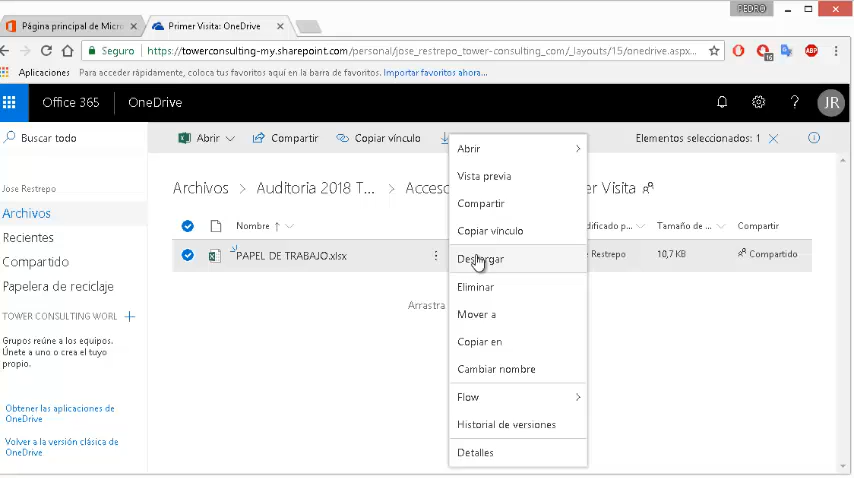 PEDRO
Página principal de Micro
Primer Visita: OneDrive
Seguro
https://towerconsulting-my.sharepoint.com/personal/jose_restrepo_tower-consulting_com/_layouts/15/onedrive.aspx...
16
ABP
Aplicaciones
Para acceder rápidamente, coloca tus favoritos aquí en la barra de favoritos. Importar favoritos ahora...
Office 365
OneDrive
JR
Buscar todo
Abrir
Compartir
Copiar vínculo
Elementos seleccionados: 1
Jose Restrepo
Archivos
Recientes
Compartido
Papelera de reciclaje
TOWER CONSULTING WORL
Grupos reúne a los equipos.
Únete a uno o crea el tuyo
propio.
Obtener las aplicaciones de
OneDrive
Volver a la versión clásica de
OneDrive
Archivos > Auditoria 2018 T... > Acceso
er Visita
Nombre
dificado p...
Tamaño de ...
Compartir
PAPEL DE TRABAJO.xlsx
e Restrepo
10,7 KB
Compartido
Arrastra
Abrir
Vista previa
Compartir
Copiar vínculo
Descargar
Eliminar
Mover a
Copiar en
Cambiar nombre
Flow
Historial de versiones
Detalles